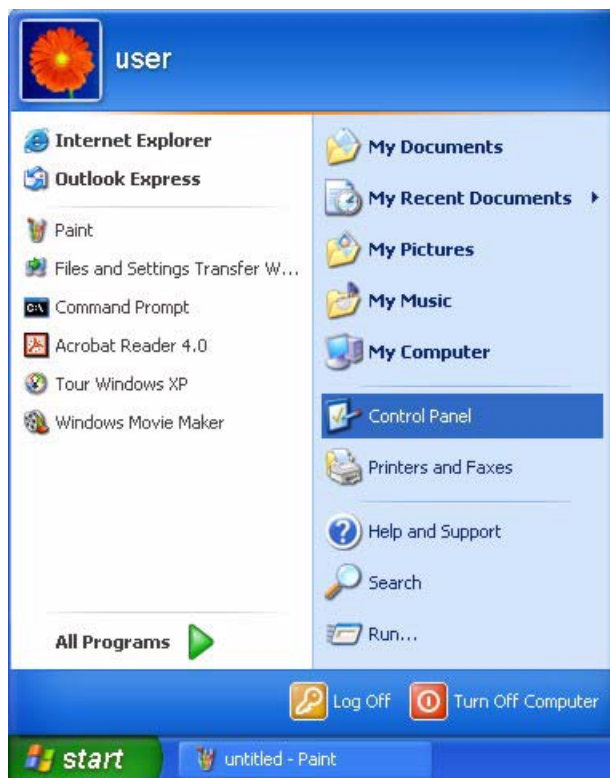 user
Internet Explorer
Outlook Express
Paint
Files and Settings Transfer W...
C:\
Command Prompt
Acrobat Reader 4.0
Tour Windows XP
Windows Movie Maker
All Programs
My Documents
My Recent Documents
My Pictures
My Music
My Computer
Control Panel
Printers and Faxes
Help and Support
Search
Run...
Log Off
Turn Off Computer
start
untitled - Paint